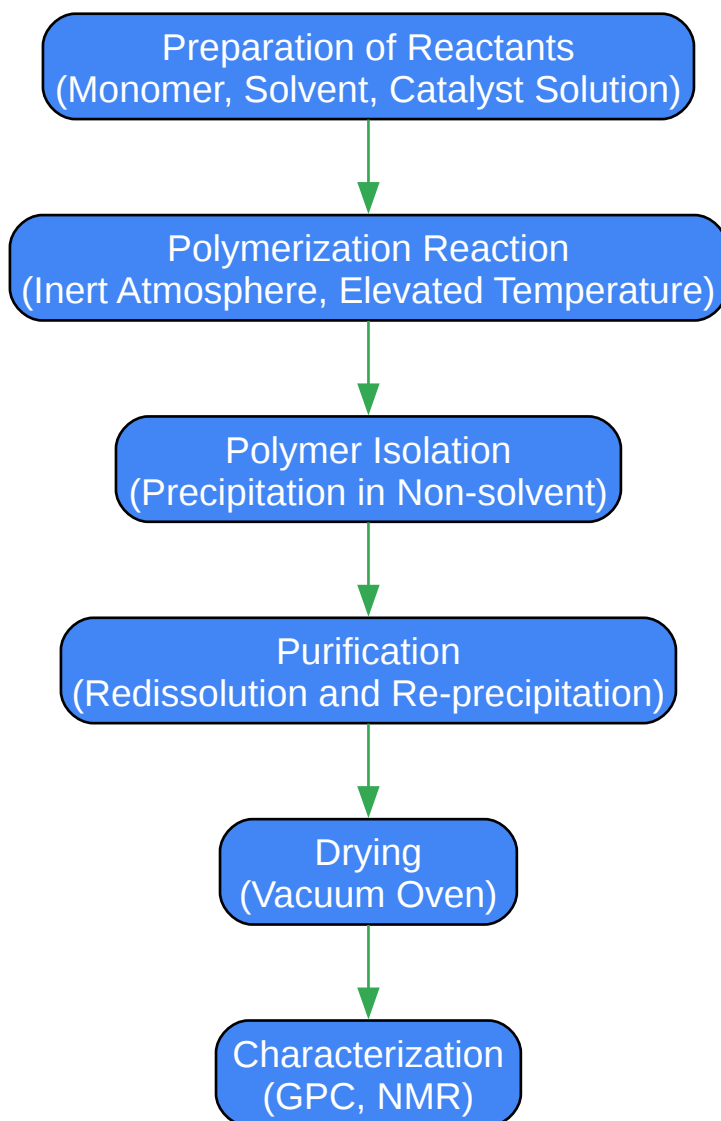 Preparation of Reactants
(Monomer, Solvent, Catalyst Solution)
Polymerization Reaction
(Inert Atmosphere, Elevated Temperature)
Polymer Isolation
(Precipitation in Non-solvent)
Purification
(Redissolution and Re-precipitation)
Drying
(Vacuum Oven)
Characterization
(GPC, NMR)